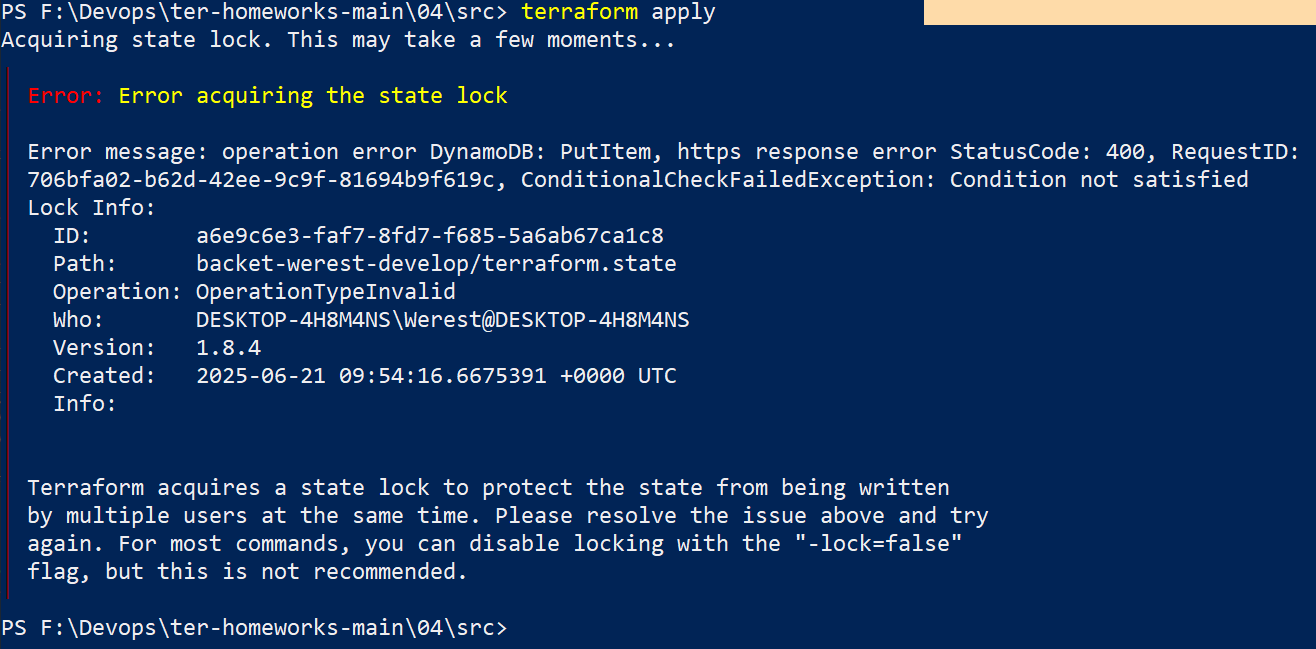 PS F:\Devops\ter-homeworks-main\04\src> terraform apply
Acquiring state lock. This may take a few moments...
Error: Error acquiring the state lock
Error message: operation error DynamoDB: PutItem, https response error StatusCode: 400, RequestID:
706bfa02-b62d-42ee-9c9f-81694b9f619c, ConditionalCheckFailedException: Condition not satisfied
Lock Info:
ID:        a6e9c6e3-faf7-8fd7-f685-5a6ab67ca1c8
Path:      backet-werest-develop/terraform.state
Operation: OperationTypeInvalid
Who:       DESKTOP-4H8M4NS\Werest@DESKTOP-4H8M4NS
Version:   1.8.4
Created:   2025-06-21 09:54:16.6675391 +0000 UTC
Info:
Terraform acquires a state lock to protect the state from being written
by multiple users at the same time. Please resolve the issue above and try
again. For most commands, you can disable locking with the "-lock=false"
flag, but this is not recommended.
PS F:\Devops\ter-homeworks-main\04\src>